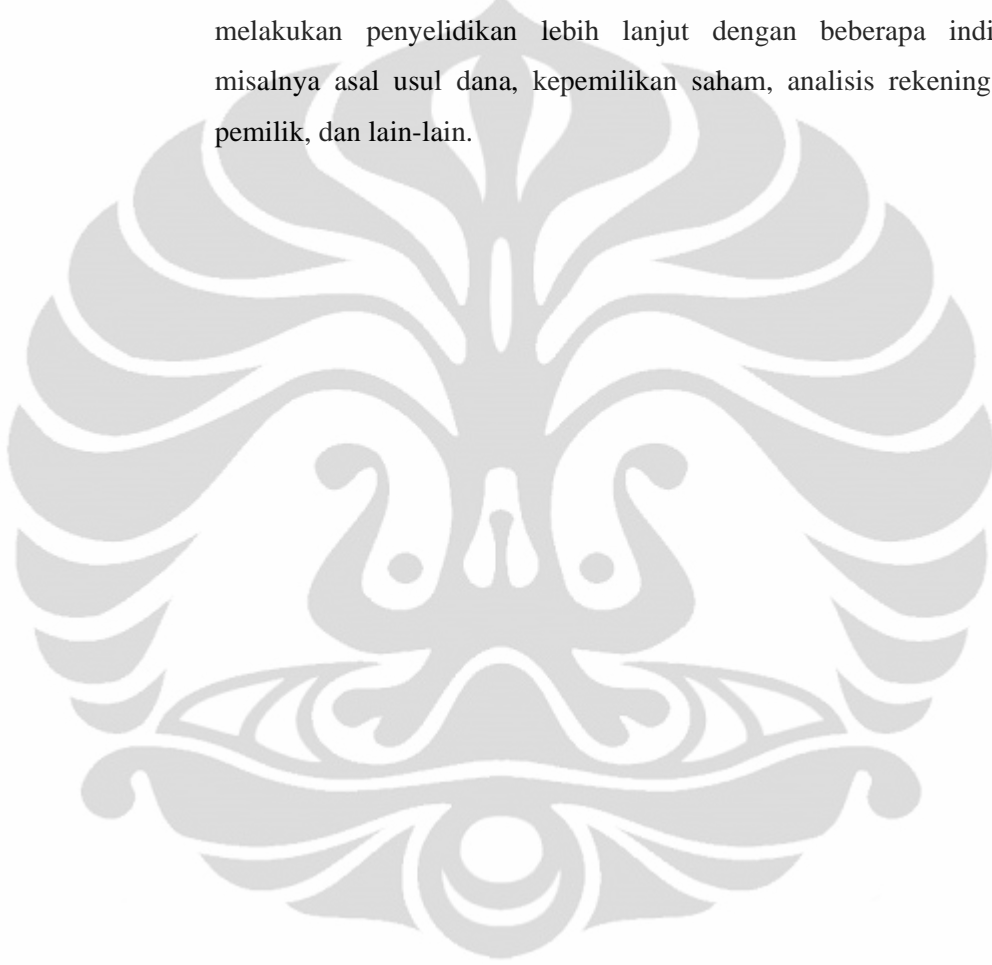 melakukan penyelidikan lebih lanjut dengan beberapa indi
misalnya asal usul dana, kepemilikan saham, analisis rekening
pemilik, dan lain-lain.